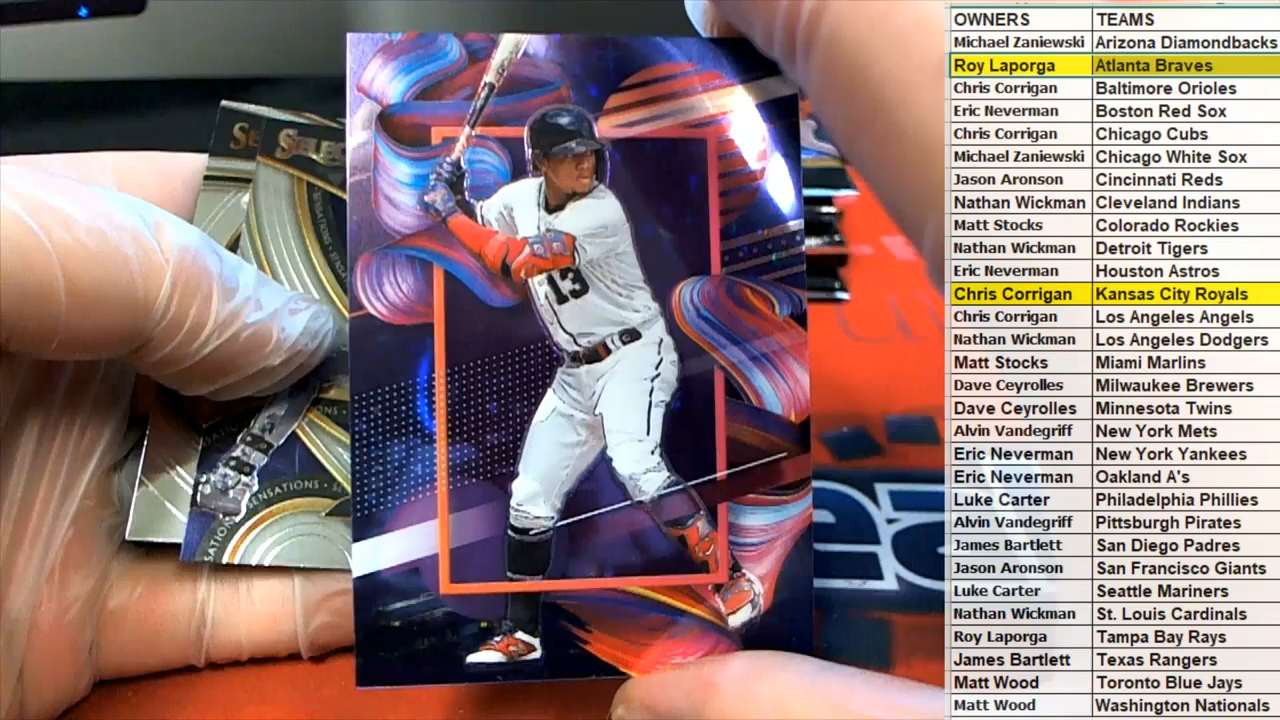 SELEC
SENSATIONS
13
SENSATIONS
OWNERS TEAMS
Michael Zaniewski Arizona Diamondbacks
Roy Laporga Atlanta Braves
Chris Corrigan Baltimore Orioles
Eric Neverman Boston Red Sox
Chris Corrigan Chicago Cubs
Michael Zaniewski Chicago White Sox
Jason Aronson Cincinnati Reds
Nathan Wickman Cleveland Indians
Matt Stocks Colorado Rockies
Nathan Wickman Detroit Tigers
Eric Neverman Houston Astros
Chris Corrigan Kansas City Royals
Chris Corrigan Los Angeles Angels
Nathan Wickman Los Angeles Dodgers
Matt Stocks Miami Marlins
Dave Ceyrolles Milwaukee Brewers
Dave Ceyrolles Minnesota Twins
Alvin Vandegriff New York Mets
Eric Neverman New York Yankees
Eric Neverman Oakland A's
Luke Carter Philadelphia Phillies
Alvin Vandegriff Pittsburgh Pirates
James Bartlett San Diego Padres
Jason Aronson San Francisco Giants
Luke Carter Seattle Mariners
Nathan Wickman St. Louis Cardinals
Roy Laporga Tampa Bay Rays
James Bartlett Texas Rangers
Matt Wood Toronto Blue Jays
Matt Wood Washington Nationals